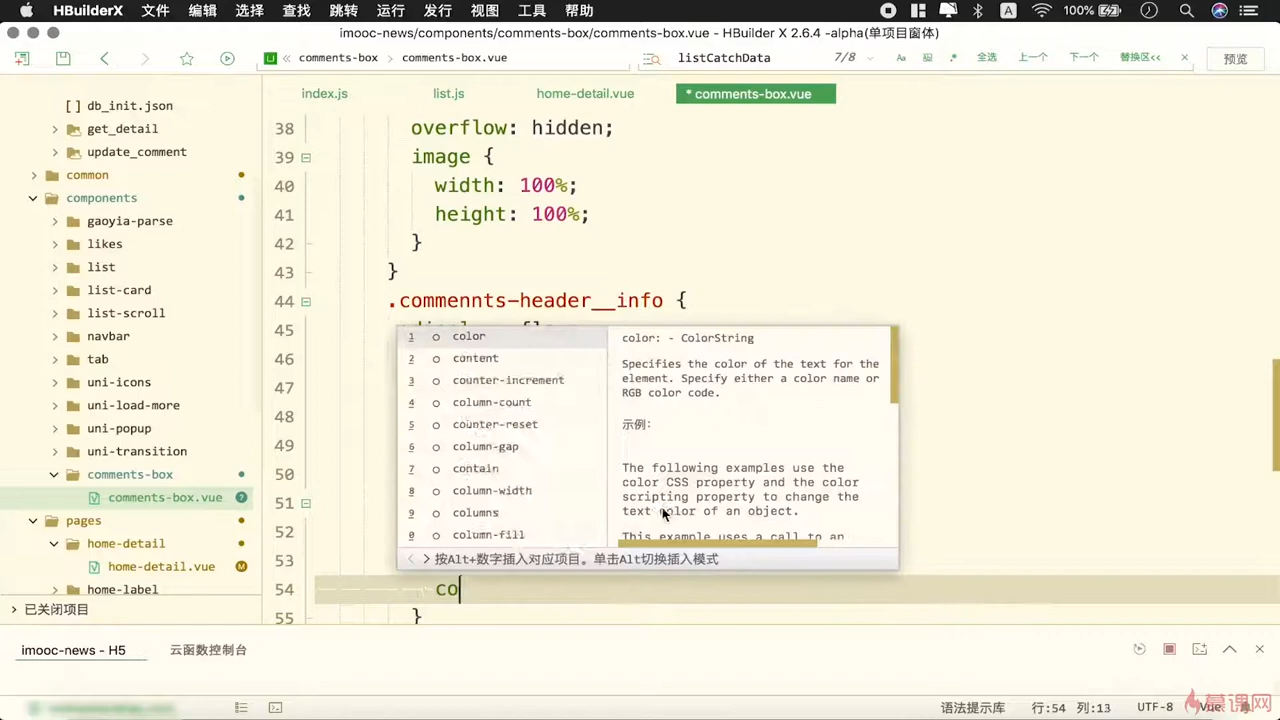 HBuilderX 文件 编辑 选择 查找 跳转 运行 发行 视图 工具 帮助 A 100%
imooc-news/components/comments-box/comments-box.vue - HBuilder X 2.6.4 -alpha(单项目窗体)
comments-box comments-box.vue listCatchData 7/8 Aa .* 全选 上一个 下一个 替换区<< 预览
index.js list.js home-detail.vue * comments-box.vue
[] db_init.json
get_detail
update_comment
common
components
gaoyia-parse
likes
list
list-card
list-scroll
navbar
tab
uni-icons
uni-load-more
uni-popup
uni-transition
comments-box
comments-box.vue
pages
home-detail
home-detail.vue
home-label
已关闭项目
38 overflow: hidden;
39 image {
40 width: 100%;
41 height: 100%;
42 }
43 }
44 .commennts-header__info {
45
46
47
48
49
50
51
52
53
54 co
55 }
1 color
2 content
3 counter-increment
4 column-count
5 counter-reset
6 column-gap
7 contain
8 column-width
9 columns
0 column-fill
color: - ColorString
Specifies the color of the text for the
element. Specify either a color name or
RGB color code.
示例:
The following examples use the
color CSS property and the color
scripting property to change the
text color of an object.
This example uses a call to an
按Alt+数字插入对应项目。单击Alt切换插入模式
imooc-news - H5 云函数控制台
语法提示库 行:54 列:13 UTF-8 Vue
慕课网